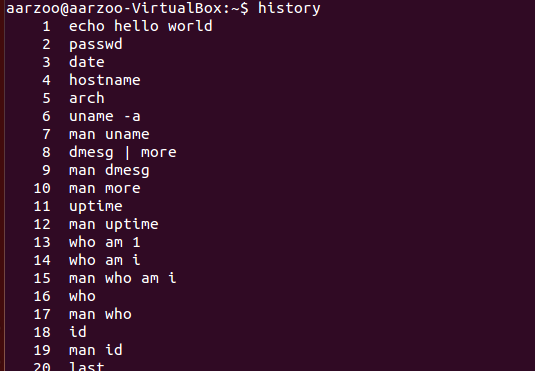 aarzoo@aarzoo-VirtualBox:~$ history
1 echo hello world
2 passwd
3 date
4 hostname
5 arch
6 uname -a
7 man uname
8 dmesg | more
9 man dmesg
10 man more
11 uptime
12 man uptime
13 who am 1
14 who am i
15 man who am i
16 who
17 man who
18 id
19 man id
20 last